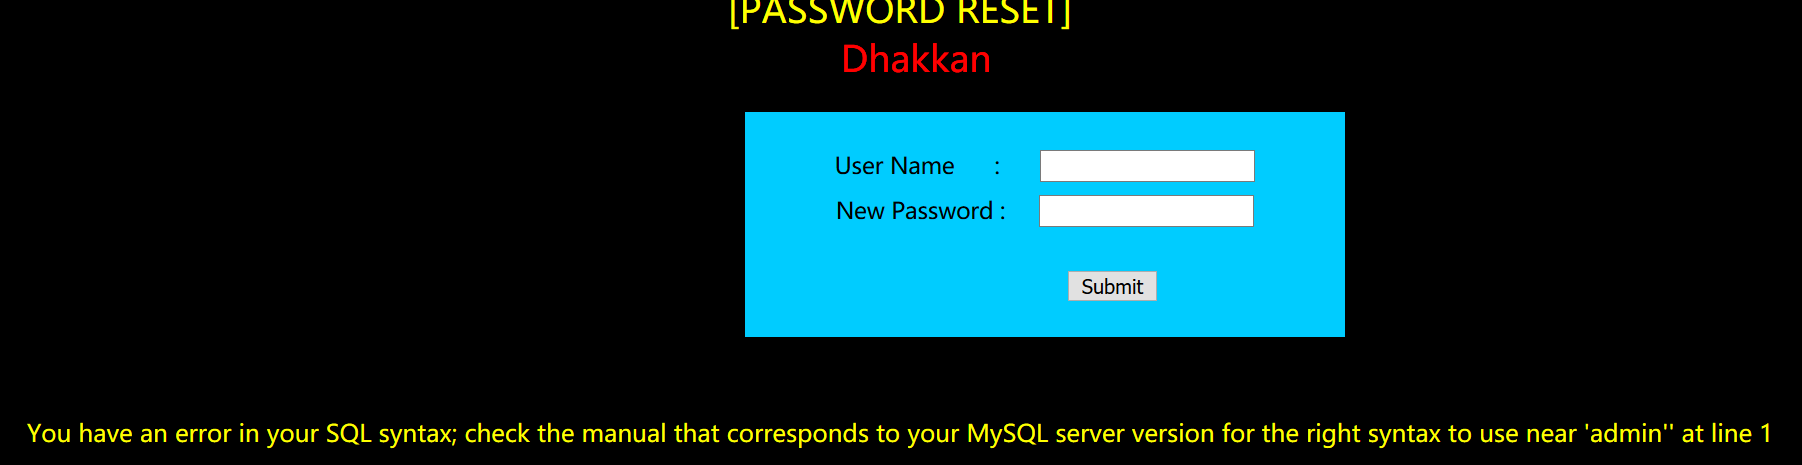 [PASSWORD RESET]
Dhakkan
User Name :
New Password :
Submit
You have an error in your SQL syntax; check the manual that corresponds to your MySQL server version for the right syntax to use near 'admin'' at line 1